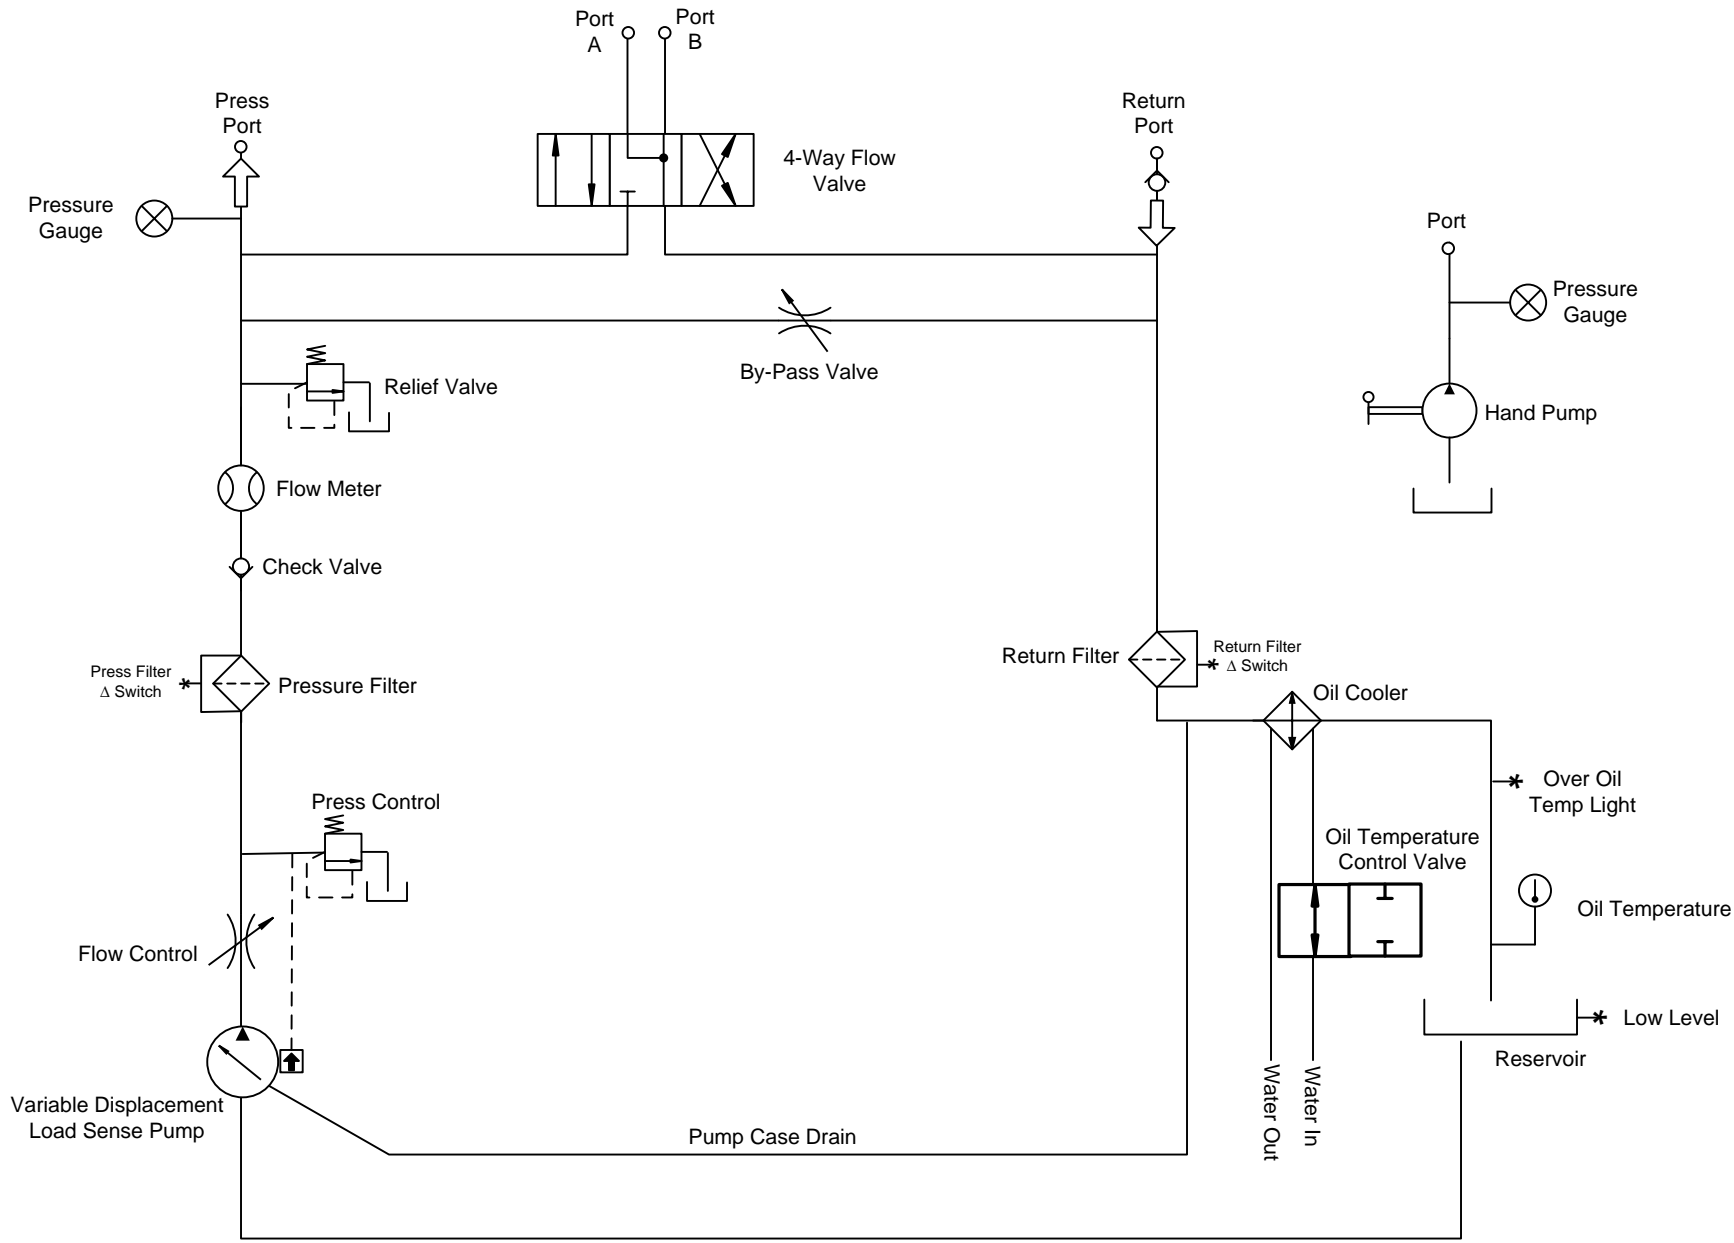 Port
A
Port
B
Press
Port
Return
Port
4-Way Flow
Valve
Pressure
Gauge
Port
Pressure
Gauge
By-Pass Valve
Relief Valve
Hand Pump
Flow Meter
Check Valve
Return Filter
Return Filter
Δ Switch
Press Filter
Δ Switch
Pressure Filter
Oil Cooler
Over Oil
Temp Light
Press Control
Oil Temperature
Control Valve
Oil Temperature
Flow Control
Low Level
Reservoir
Variable Displacement
Load Sense Pump
Water Out
Water In
Pump Case Drain